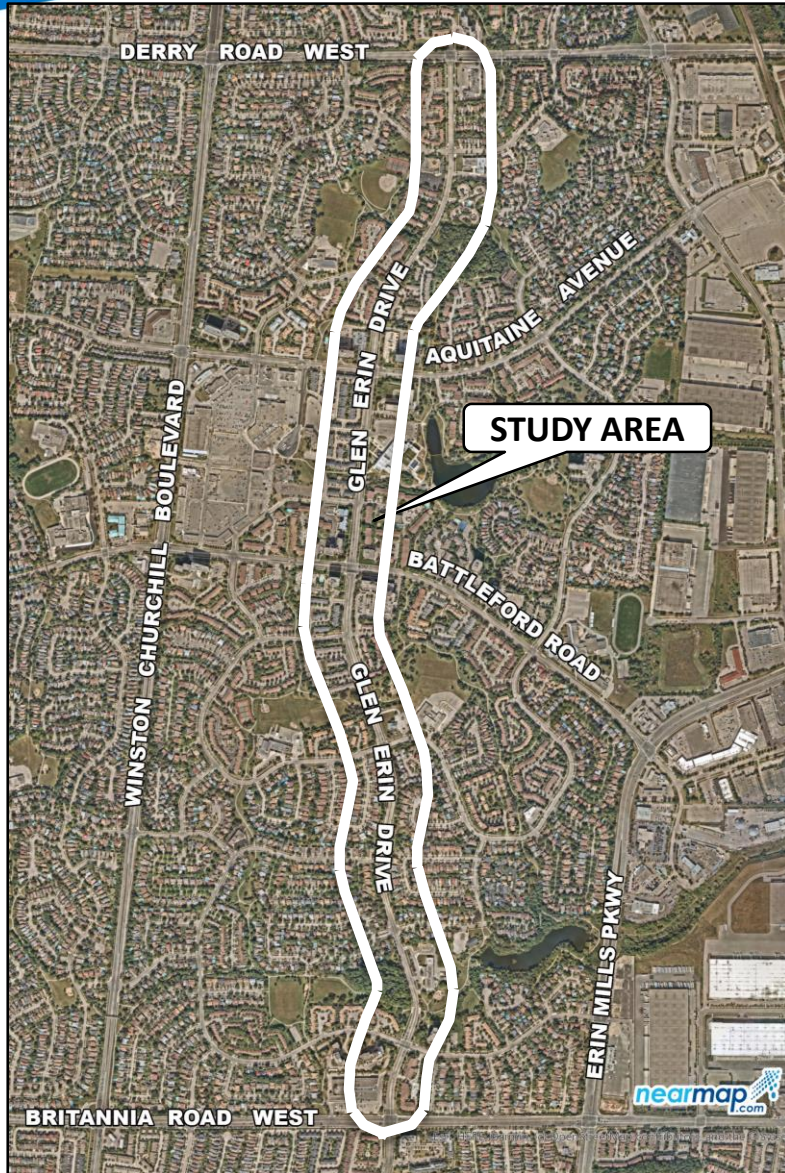 DERRY ROAD WEST
AQUITAINE AVENUE
GLEN ERIN DRIVE
STUDY AREA
WINSTON CHURCHILL BOULEVARD
BATTLEFORD ROAD
GLEN ERIN DRIVE
ERIN MILLS PKWY
nearmap
.com
BRITANNIA ROAD WEST